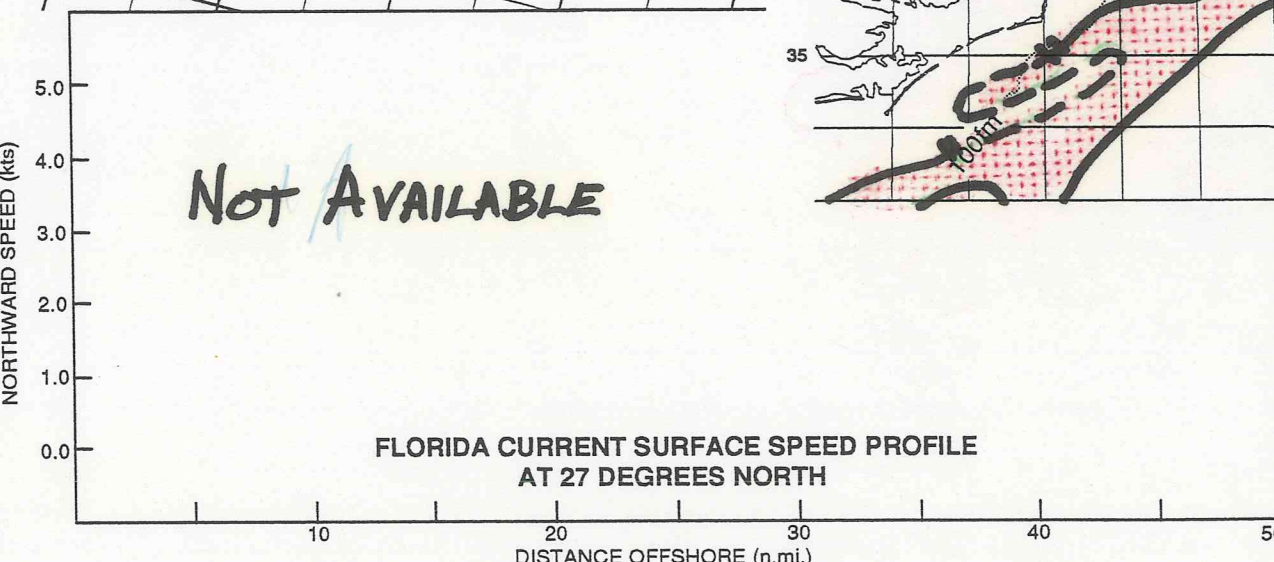 35
100fm
5.0
4.0
3.0
2.0
1.0
0.0
NORTHWARD SPEED (kts)
NOT AVAILABLE
FLORIDA CURRENT SURFACE SPEED PROFILE
AT 27 DEGREES NORTH
10 20 30 40
DISTANCE OFFSHORE (n.mi.)